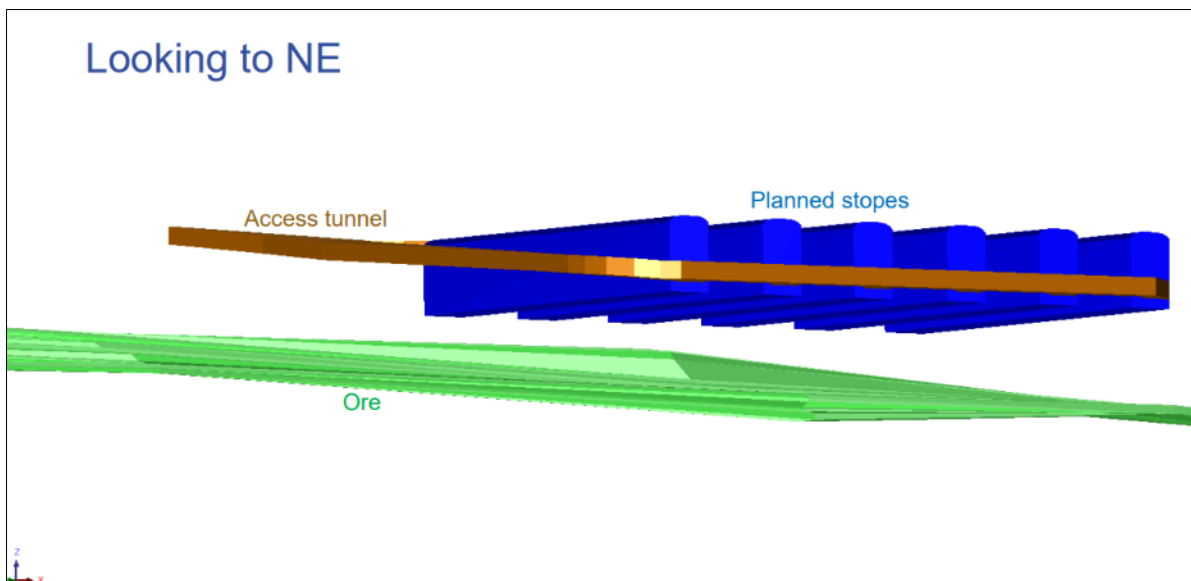 Looking to NE
Planned stopes
Access tunnel
Ore
z
x